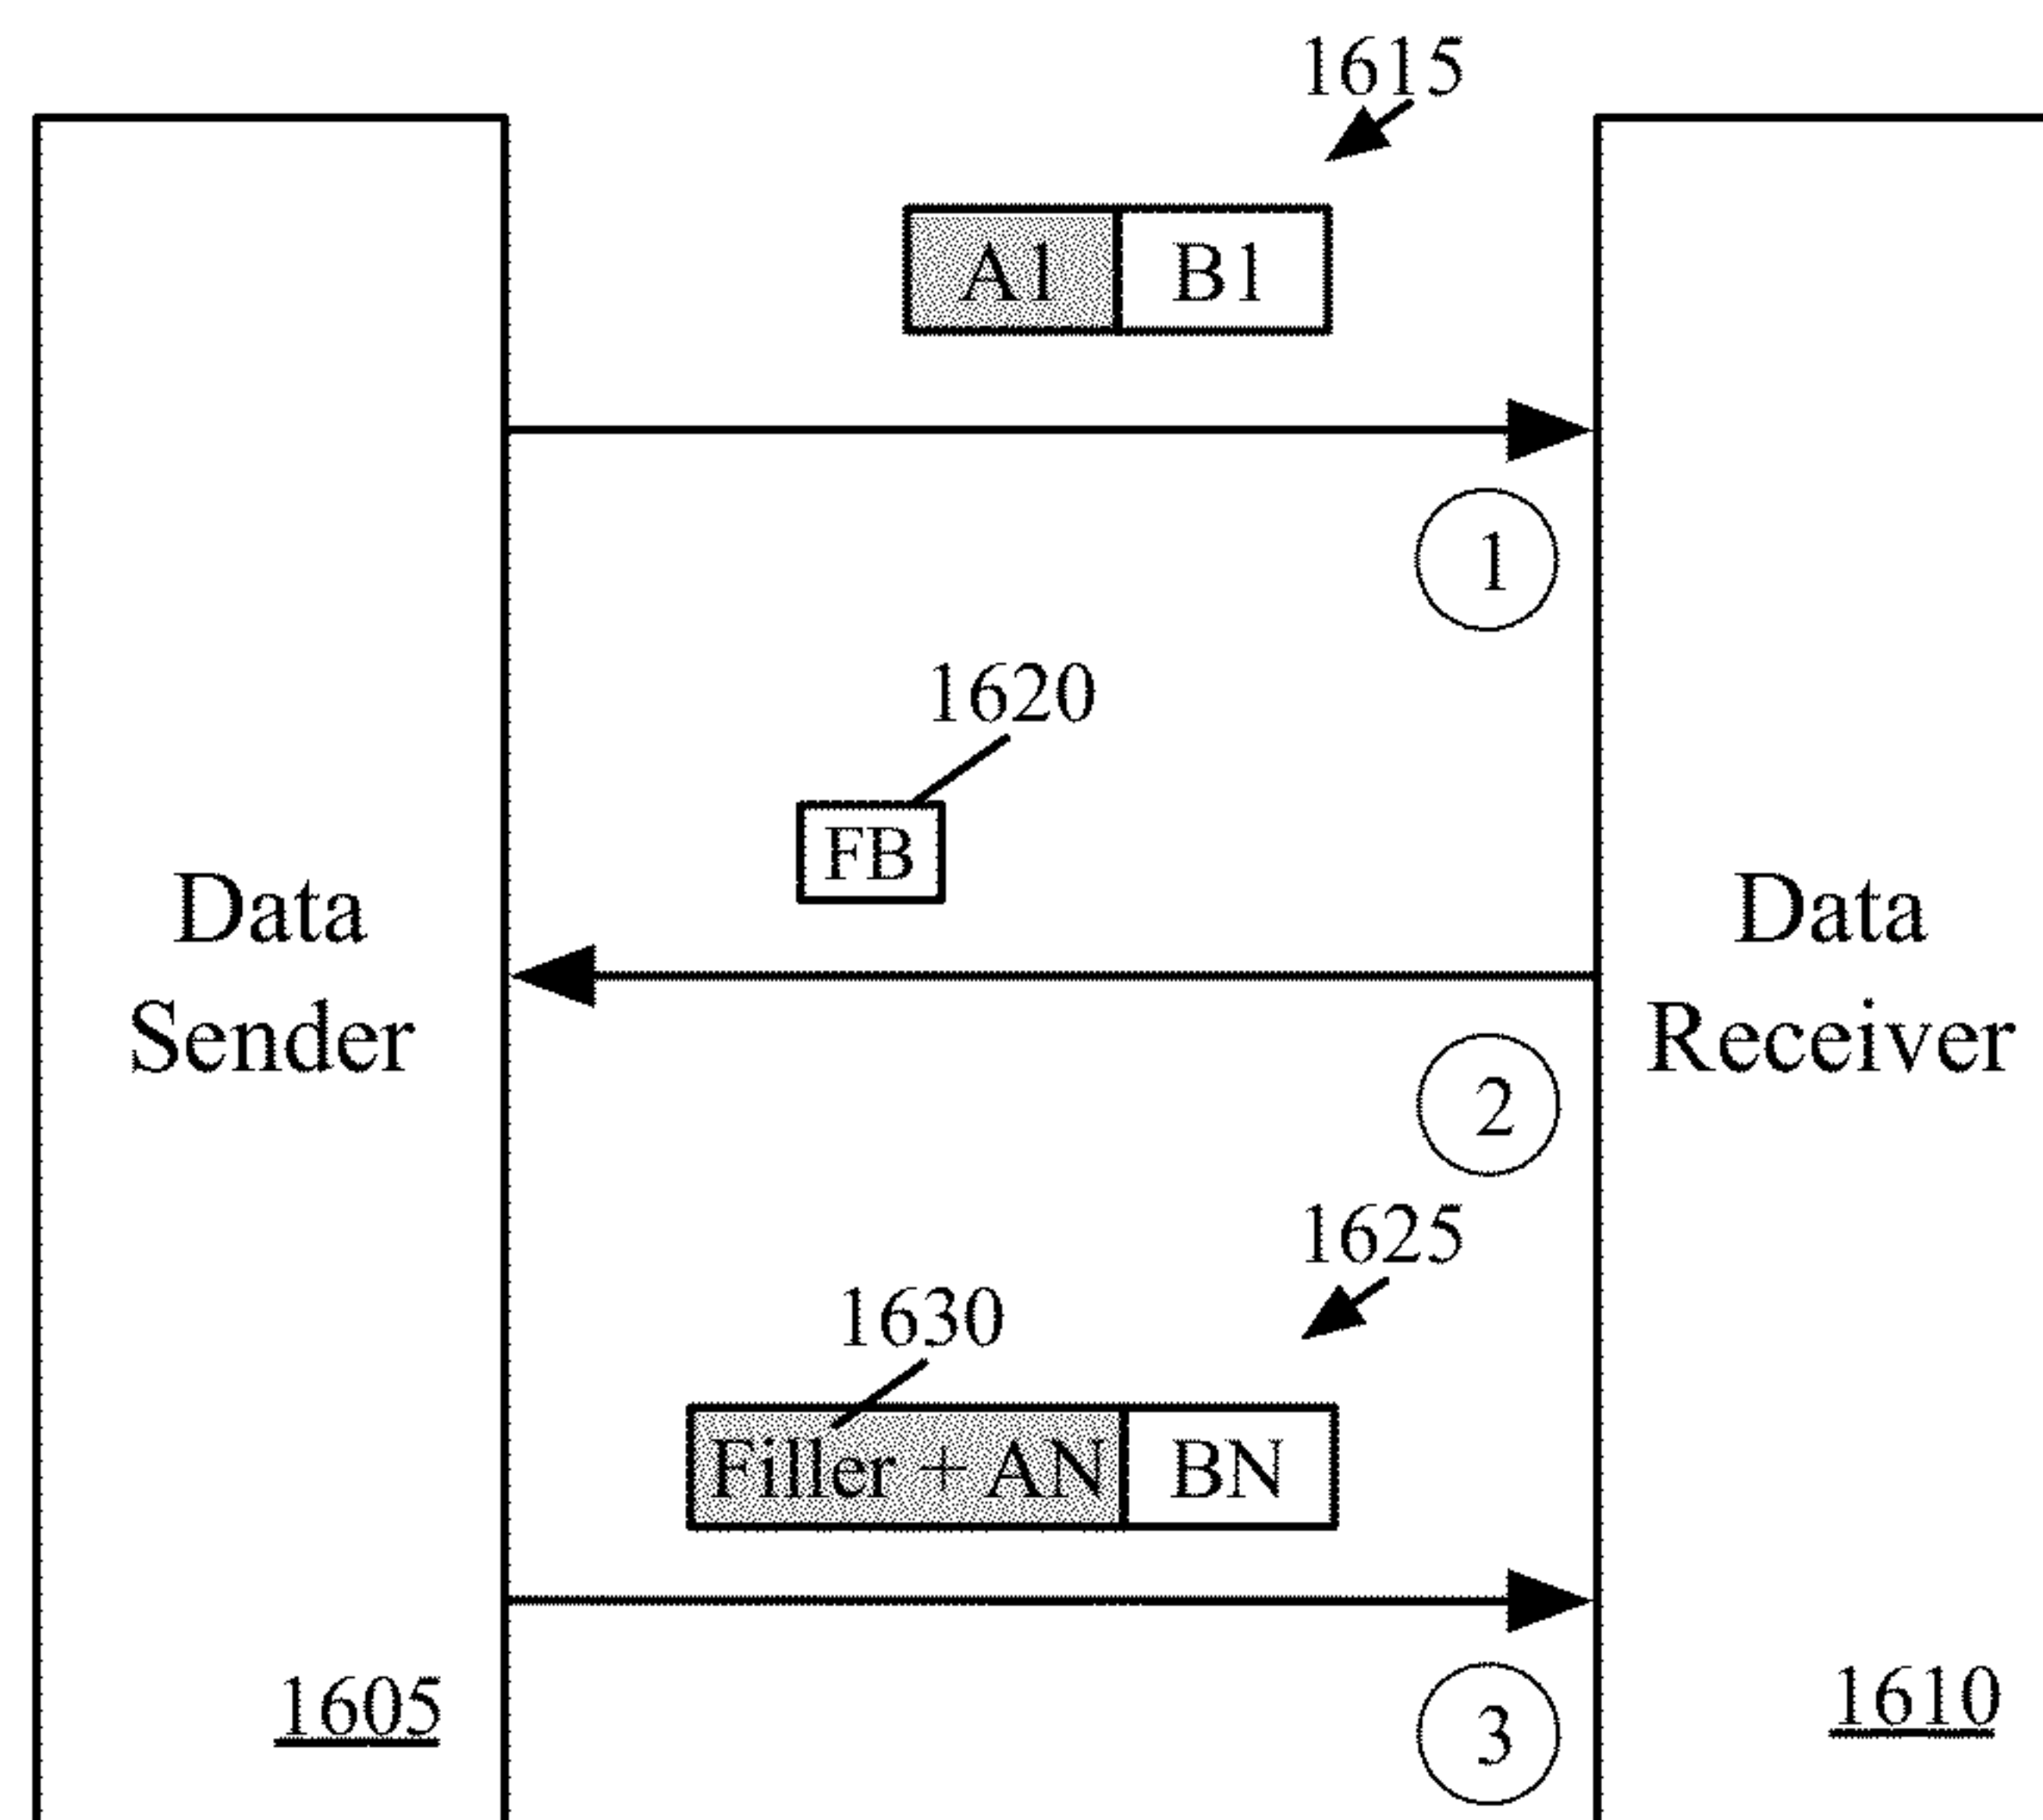 1615
A1 B1
1
1620
FB
Data
Sender
Data
Receiver
2
1625
1630
Filler + AN BN
1605
1610
3